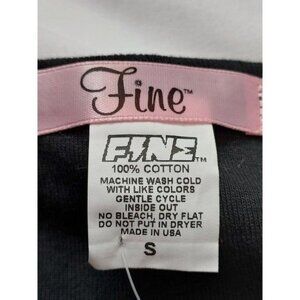 Fine™
FINE™
100% COTTON
MACHINE WASH COLD
WITH LIKE COLORS
GENTLE CYCLE
INSIDE OUT
NO BLEACH, DRY FLAT
DO NOT PUT IN DRYER
MADE IN USA
S